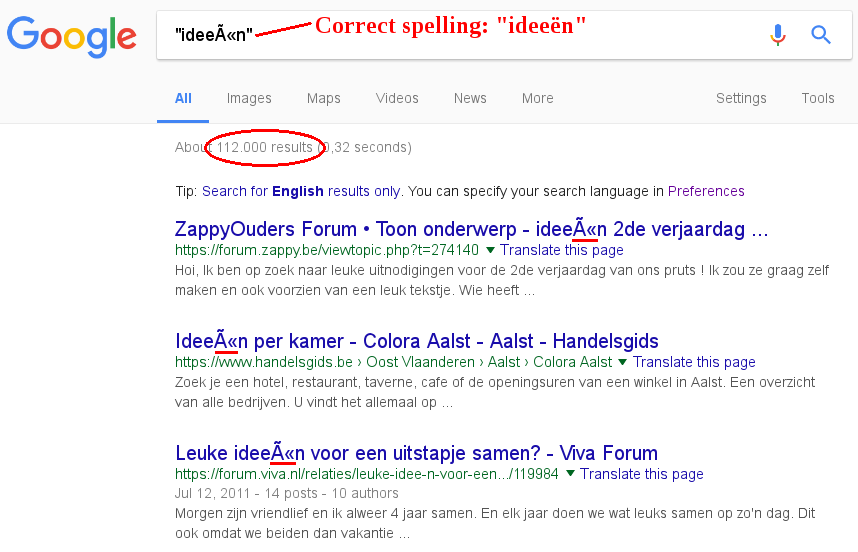 Google
"ideeÃ«n"
Correct spelling: "ideeën"
All Images Maps Videos News More Settings Tools
About 112.000 results (0,32 seconds)
Tip: Search for English results only. You can specify your search language in Preferences
ZappyOuders Forum • Toon onderwerp - ideeÃ«n 2de verjaardag ...
https://forum.zappy.be/viewtopic.php?t=274140 ▼ Translate this page
Hoi, Ik ben op zoek naar leuke uitnodigingen voor de 2de verjaardag van ons pruts ! Ik zou ze graag zelf
maken en ook voorzien van een leuk tekstje. Wie heeft ...
IdeeÃ«n per kamer - Colora Aalst - Aalst - Handelsgids
https://www.handelsgids.be › Oost Vlaanderen › Aalst › Colora Aalst ▼ Translate this page
Zoek je een hotel, restaurant, taverne, cafe of de openingsuren van een winkel in Aalst. Een overzicht
van alle bedrijven. U vindt het allemaal op ...
Leuke ideeÃ«n voor een uitstapje samen? - Viva Forum
https://forum.viva.nl/relaties/leuke-idee-n-voor-een.../119984 ▼ Translate this page
Jul 12, 2011 - 14 posts - 10 authors
Morgen zijn vriendlief en ik alweer 4 jaar samen. En elk jaar doen we wat leuks samen op zo'n dag. Dit
ook omdat we beiden dan vakantie ...